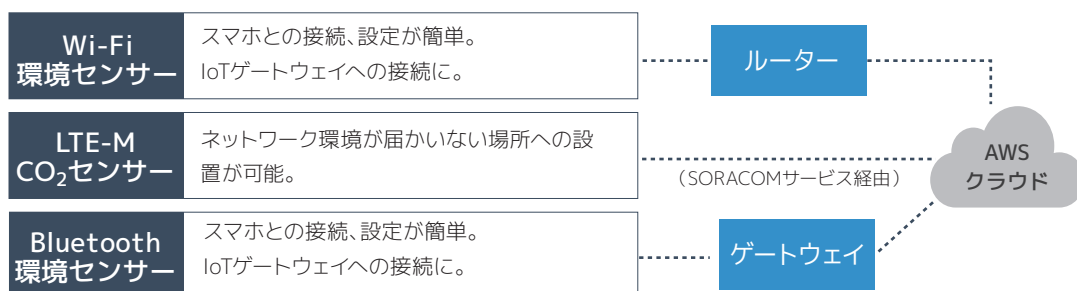 Wi-Fi
環境センサー
スマホとの接続、設定が簡単。
IoTゲートウェイへの接続に。
ルーター
LTE-M
CO₂センサー
ネットワーク環境が届かいない場所への設
置が可能。
（SORACOMサービス経由）
AWS
クラウド
Bluetooth
環境センサー
スマホとの接続、設定が簡単。
IoTゲートウェイへの接続に。
ゲートウェイ